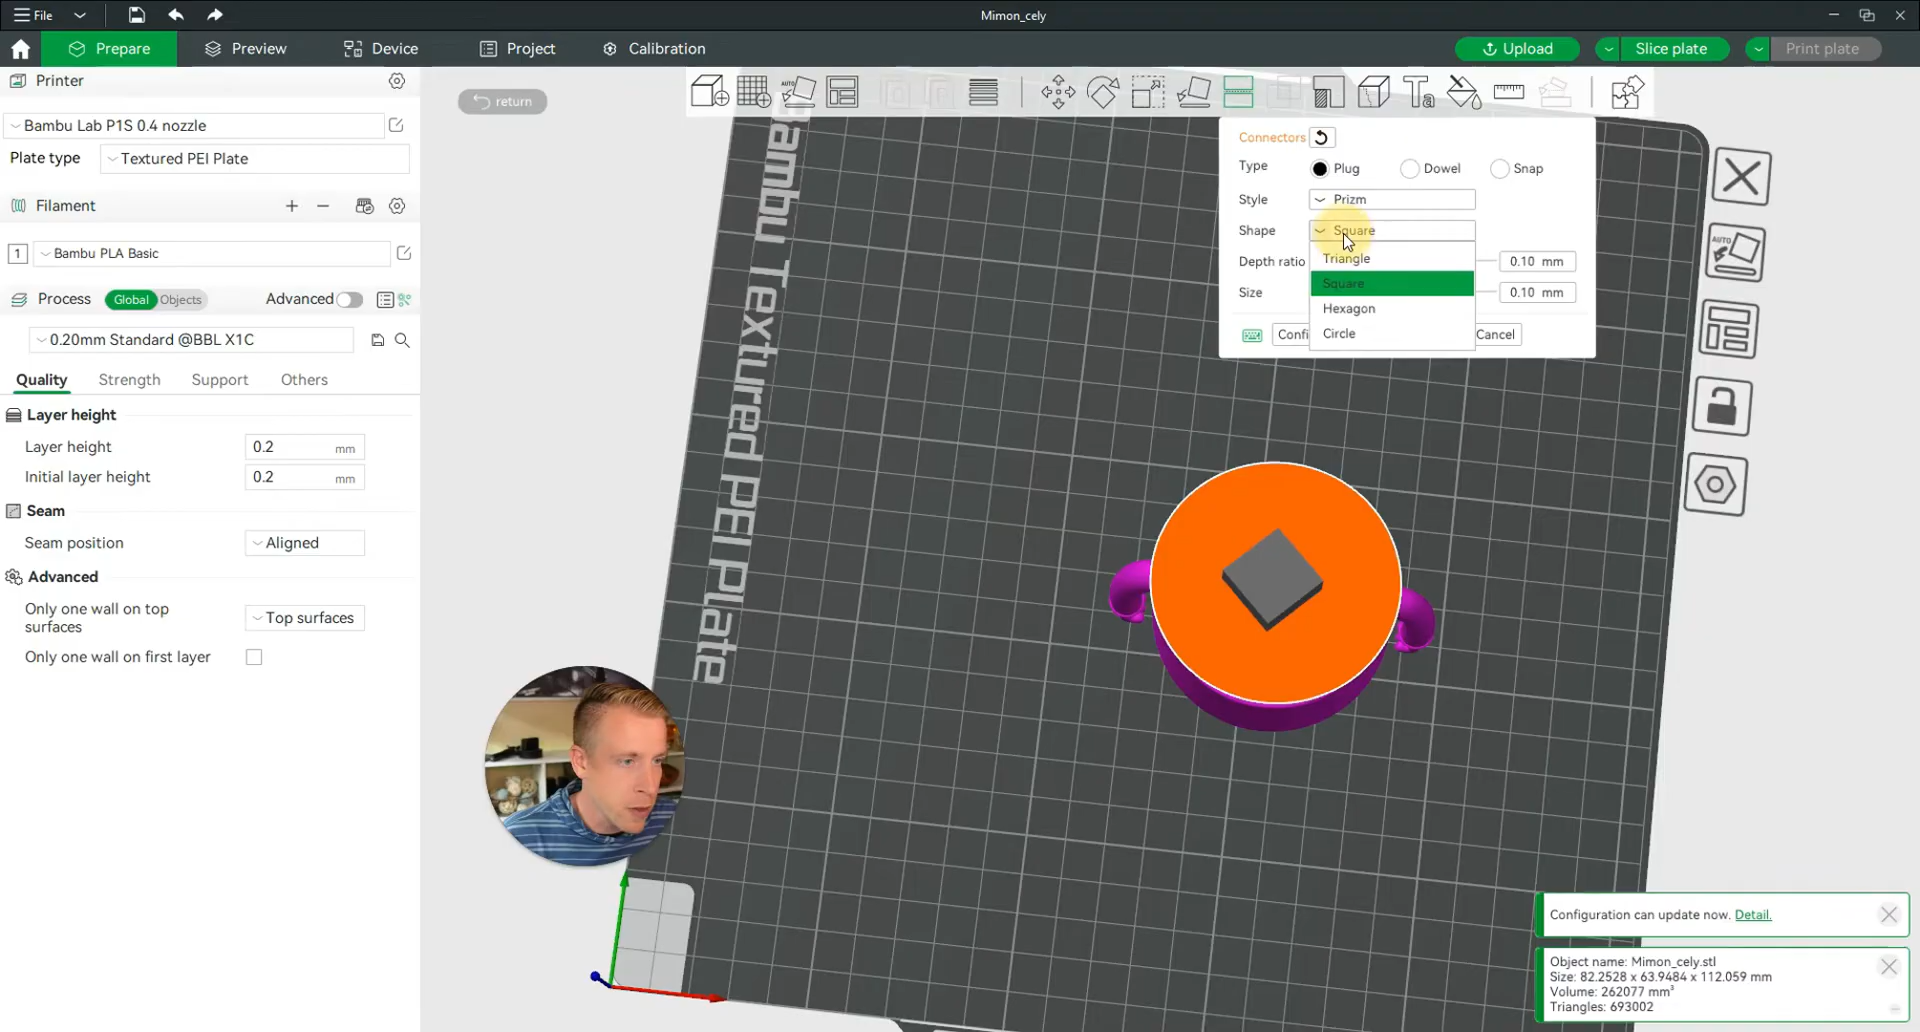 File
Mimon_cely
Prepare
Preview
Device
Project
Calibration
Upload
Slice plate
Print plate
Printer
Bambu Lab P1S 0.4 nozzle
Plate type
Textured PEI Plate
Filament
1
Bambu PLA Basic
Process
Global
Objects
Advanced
0.20mm Standard @BBL X1C
Quality
Strength
Support
Others
Layer height
Layer height
0.2
mm
Initial layer height
0.2
mm
Seam
Seam position
Aligned
Advanced
Only one wall on top
surfaces
Top surfaces
Only one wall on first layer
return
AUTO
Connectors
Type
Plug
Dowel
Snap
Style
Prizm
Shape
Square
Triangle
Square
Hexagon
Circle
Depth ratio
0.10 mm
Size
0.10 mm
Confi
Cancel
Bambu Textured PEI Plate
AUTO
Configuration can update now. Detail.
Object name: Mimon_cely.stl
Size: 82.2528 x 63.9484 x 112.059 mm
Volume: 262077 mm³
Triangles: 693002